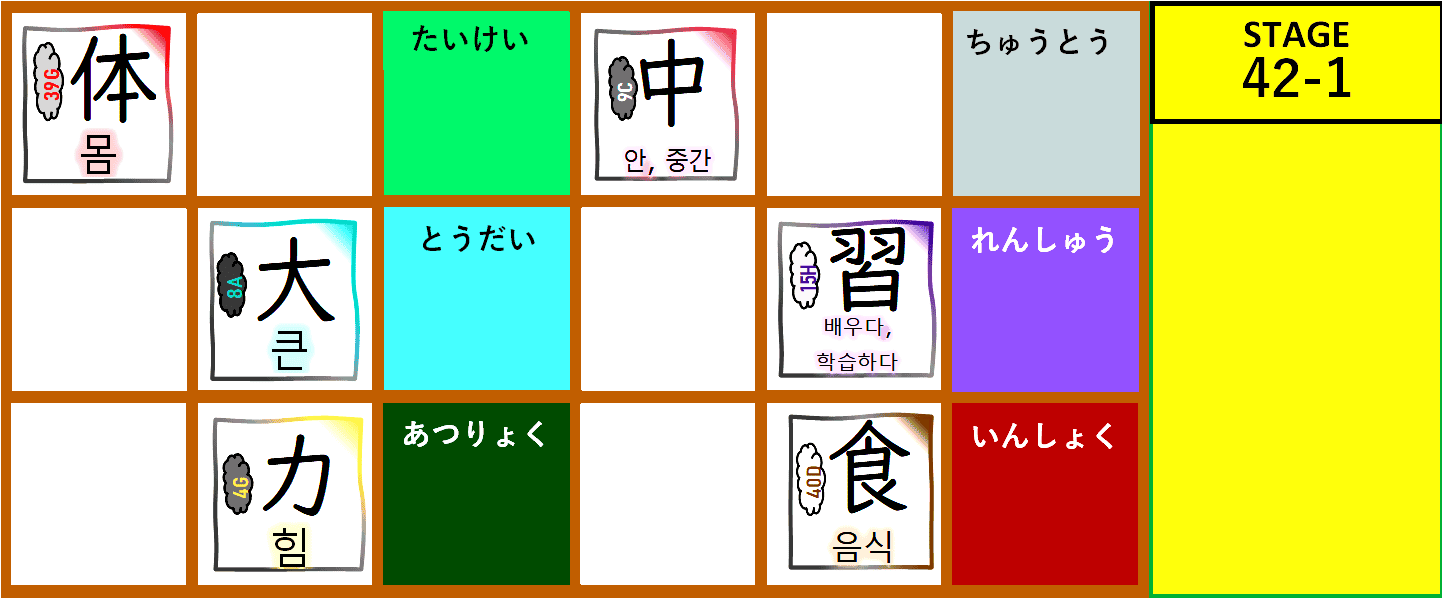 39G
体
몸
たいけい
9C
中
안, 중간
ちゅうとう
STAGE
42-1
8A
大
큰
とうだい
15H
習
배우다,
학습하다
れんしゅう
4G
力
힘
あつりょく
40D
食
음식
いんしょく